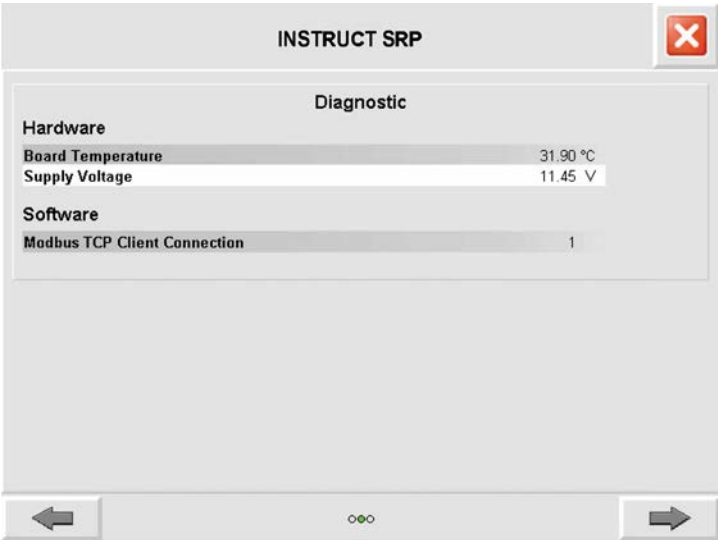 INSTRUCT SRP
Diagnostic
Hardware
Board Temperature 31.90 °C
Supply Voltage 11.45 V
Software
Modbus TCP Client Connection 1